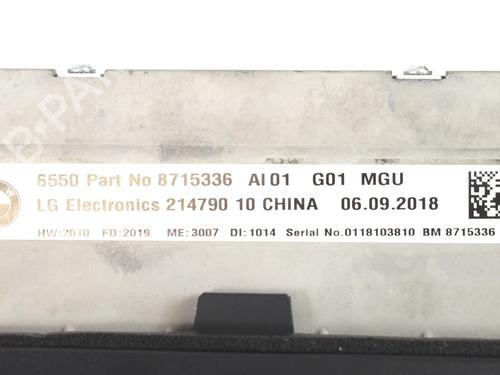 6550 Part No 8715336 AI 01 G01 MGU
LG Electronics 214790 10 CHINA 06.09.2018
HW:2010 FD:2019 ME:3007 DI:1014 Serial No.0118103810 BM 8715336
B-PARTS